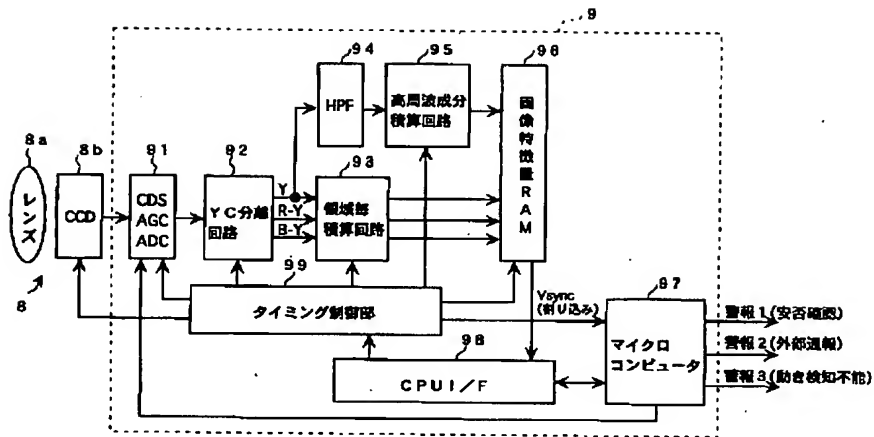 9
94
95
96
HPF
高周波成分
積算回路
画像特徴量RAM
8a
8b
91
92
93
レンズ
CCD
CDS
AGC
ADC
YC分離
回路
Y
R-Y
B-Y
領域毎
積算回路
99
タイミング制御部
8
Vsync
(割り込み)
97
マイクロ
コンピュータ
98
CPUI/F
警報1(安否確認)
警報2(外部通報)
警報3(動き検知不能)